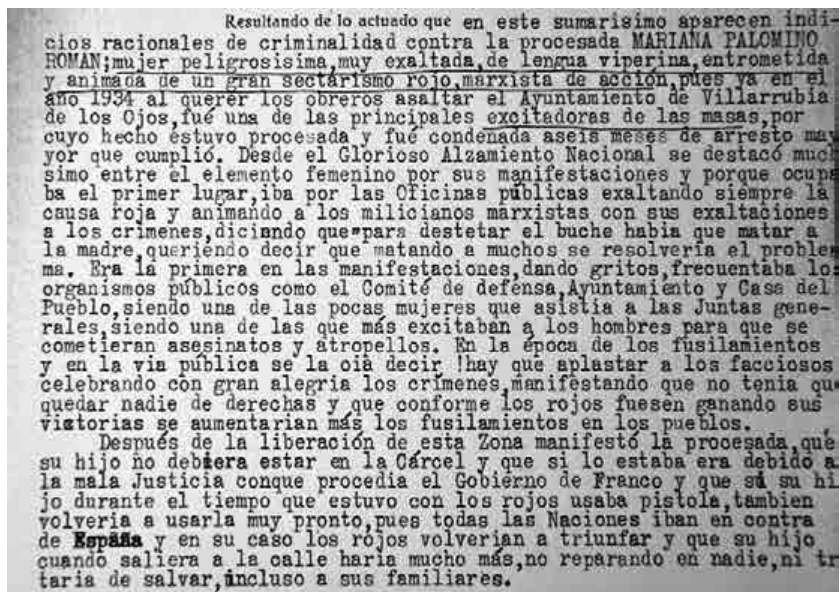 Resultando de lo actuado que en este sumarisimo aparecen indi-
cios racionales de criminalidad contra la procesada MARIANA PALOMINO
ROMAN;mujer peligrosisima,muy exaltada,de lengua viperina,entrometida
y animada de un gran sectarismo rojo,marxista de acción,pues ya en el
año 1934 al querer los obreros asaltar el Ayuntamiento de Villarrubia
de los Ojos,fué una de las principales excitadoras de las masas,por
cuyo hecho estuvo procesada y fué condenada aseis meses de arresto may
yor que cumplió. Desde el Glorioso Alzamiento Nacional se destacó much
simo entre el elemento femenino por sus manifestaciones y porque ocupa
ba el primer lugar,iba por las Oficinas públicas exaltando siempre la
causa roja y animando a los milicianos marxistas con sus exaltaciones
a los crimenes,diciando que para destetar el buche habia que matar a
la madre,queriendo decir que matando a muchos se resolveria el proble
ma. Era la primera en las manifestaciones,dando gritos,frecuentaba lo
organismos públicos como el Comité de defensa,Ayuntamiento y Casa del
Pueblo,siendo una de las pocas mujeres que asistia a las Juntas gene-
rales,siendo una de las que más excitaban a los hombres para que se
cometieran asesinatos y atropellos. En la época de los fusilamientos
y en la via pública se la oia decir !hay que aplastar a los facciosos
celebrando con gran alegria los crímenes,manifestando que no tenia qu
quedar nadie de derechas y que conforme los rojos fuesen ganando sus
victorias se aumentarian más los fusilamientos en los pueblos.
Después de la liberación de esta Zona manifestó la procesada,que
su hijo no debiera estar en la Cárcel y que si lo estaba era debido a
la mala Justicia conque procedia el Gobierno de Franco y que si su hi
jo durante el tiempo que estuvo con los rojos usaba pistola,tambien
volveria a usarla muy pronto,pues todas las Naciones iban en contra
de España y en su caso los rojos volverian a triunfar y que su hijo
cuando saliera a la calle haria mucho más,no reparando en nadie,ni tr
taria de salvar,incluso a sus familiares.